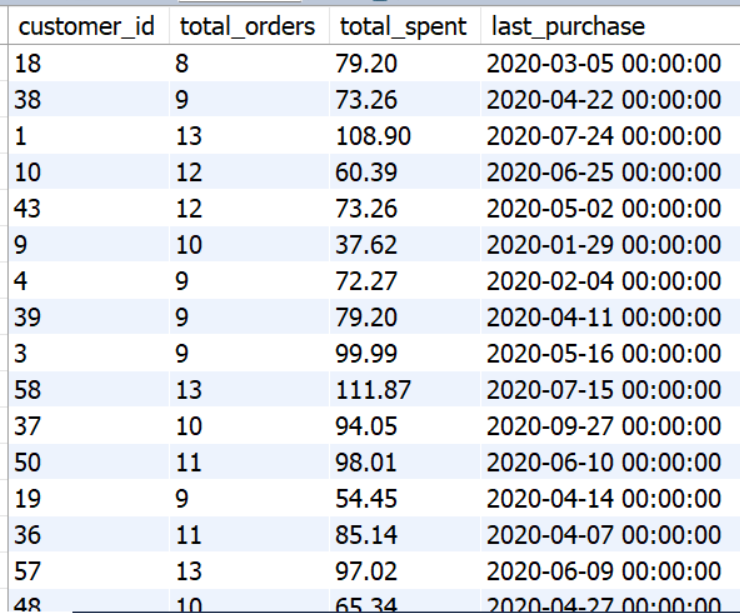 customer_id total_orders total_spent last_purchase
18 8 79.20 2020-03-05 00:00:00
38 9 73.26 2020-04-22 00:00:00
1 13 108.90 2020-07-24 00:00:00
10 12 60.39 2020-06-25 00:00:00
43 12 73.26 2020-05-02 00:00:00
9 10 37.62 2020-01-29 00:00:00
4 9 72.27 2020-02-04 00:00:00
39 9 79.20 2020-04-11 00:00:00
3 9 99.99 2020-05-16 00:00:00
58 13 111.87 2020-07-15 00:00:00
37 10 94.05 2020-09-27 00:00:00
50 11 98.01 2020-06-10 00:00:00
19 9 54.45 2020-04-14 00:00:00
36 11 85.14 2020-04-07 00:00:00
57 13 97.02 2020-06-09 00:00:00
48 10 65.34 2020-04-27 00:00:00